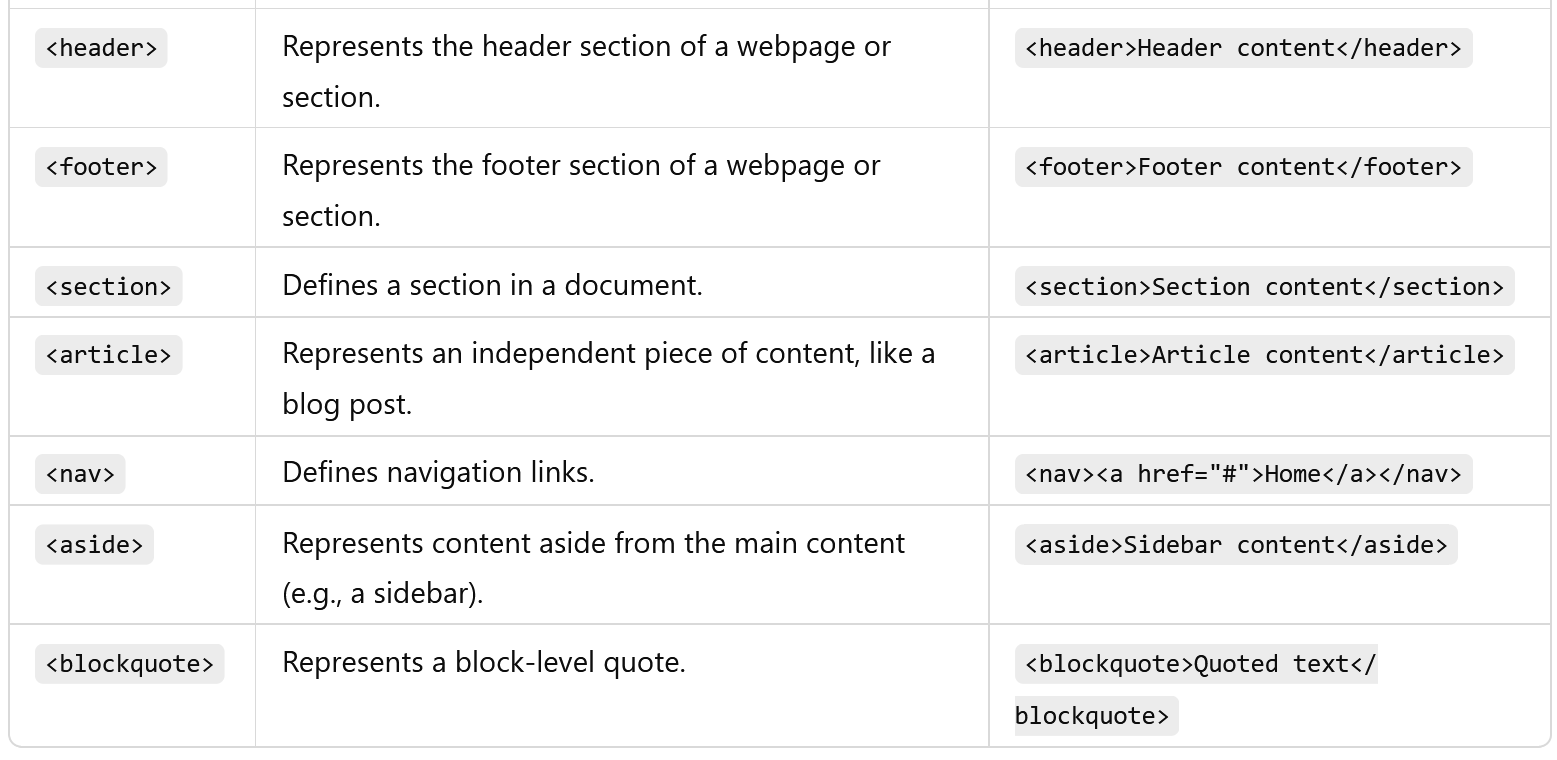 <header> Represents the header section of a webpage or <header>Header content</header>
section.
<footer> Represents the footer section of a webpage or <footer>Footer content</footer>
section.
<section> Defines a section in a document. <section>Section content</section>
<article> Represents an independent piece of content, like a <article>Article content</article>
blog post.
<nav> Defines navigation links. <nav><a href="#">Home</a></nav>
<aside> Represents content aside from the main content <aside>Sidebar content</aside>
(e.g., a sidebar).
<blockquote> Represents a block-level quote. <blockquote>Quoted text</
blockquote>